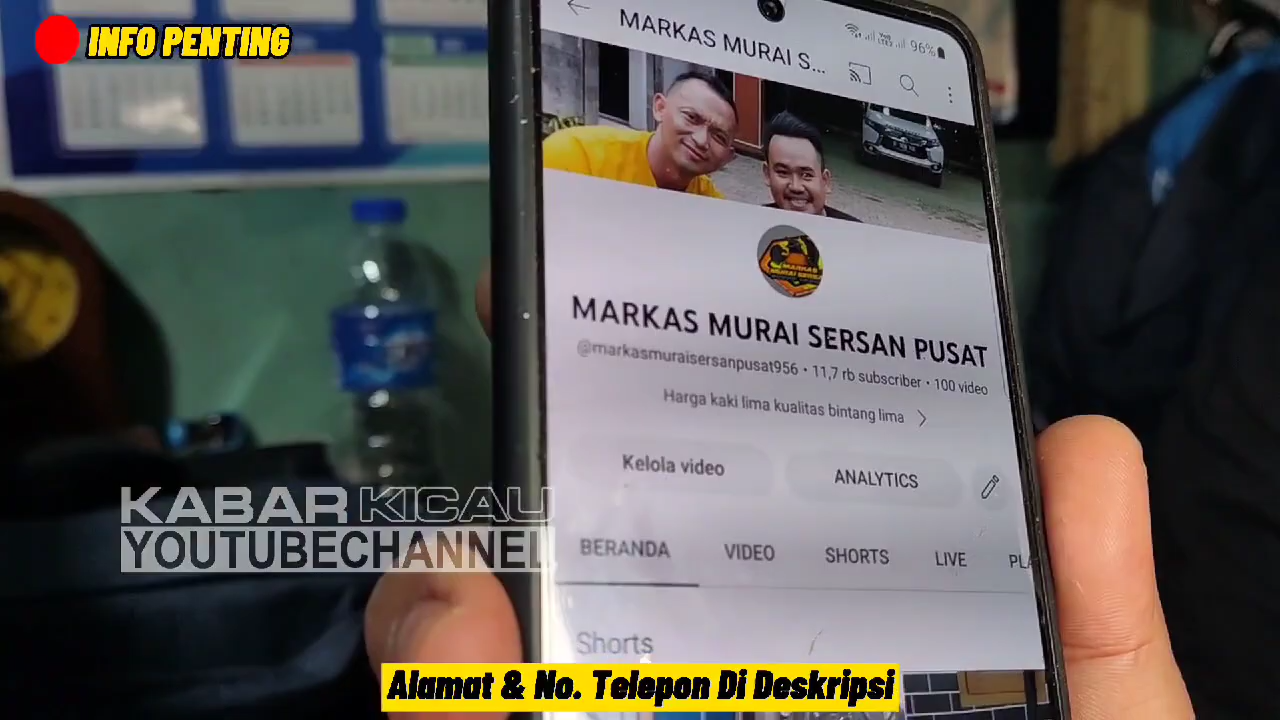 INFO PENTING
MARKAS MURAI S...
96%
MARKAS MURAI SERSAN PUSAT
@markasmuraisersanpusat956 • 11,7 rb subscriber • 100 video
Harga kaki lima kualitas bintang lima
Kelola video
ANALYTICS
BERANDA VIDEO SHORTS LIVE PLA
Shorts
KABAR KICAU
YOUTUBECHANNEL
Alamat & No. Telepon Di Deskripsi